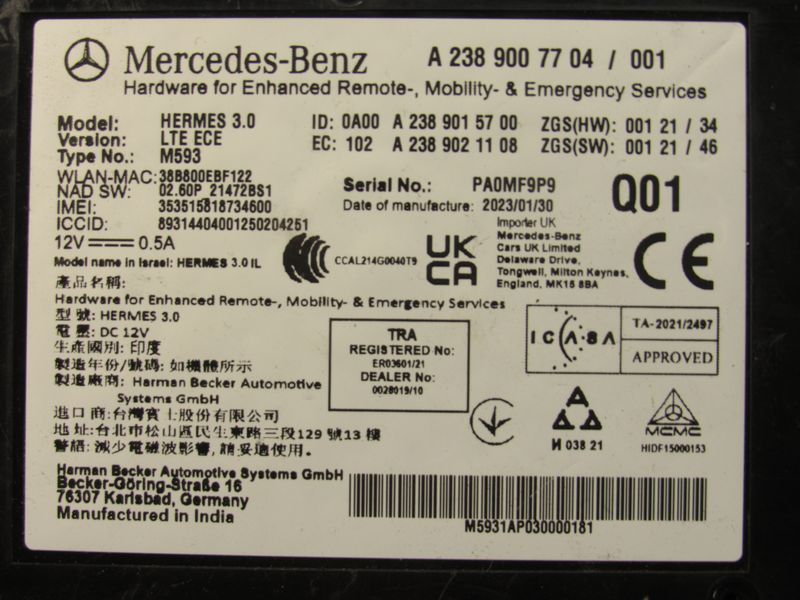 Mercedes-Benz A 238 900 77 04 / 001
Hardware for Enhanced Remote-, Mobility- & Emergency Services
Model: HERMES 3.0 ID: 0A00 A 238 901 57 00 ZGS(HW): 001 21 / 34
Version: LTE ECE EC: 102 A 238 902 11 08 ZGS(SW): 001 21 / 46
Type No.: M593
WLAN-MAC: 38B800EBF122
NAD SW: 02.60P_21472BS1
IMEI: 353515818734600
ICCID: 89314404001250204251
Serial No.: PA0MF9P9 Q01
Date of manufacture: 2023/01/30
12V 0.5A
Model name in Israel: HERMES 3.0 IL
CCAL214G0040T9
UK
CA
Importer UK
Mercedes-Benz
Cars UK Limited
Delaware Drive,
Tongwell, Milton Keynes,
England, MK15 8BA
CE
產品名稱:
Hardware for Enhanced Remote-, Mobility- & Emergency Services
型 號: HERMES 3.0
電 壓: DC 12V
生產國別: 印度
製造年份/號碼: 如機體所示
製造廠商: Harman Becker Automotive
Systems GmbH
進口商:台灣賓士股份有限公司
地址:台北市松山區民生東路三段129號13樓
警語: 減少電磁波影響, 請妥適使用。
TRA
REGISTERED No:
ER03601/21
DEALER No:
0028019/10
ICASA TA-2021/2497
APPROVED
И 038 21
MCMC
HIDF15000153
Harman Becker Automotive Systems GmbH
Becker-Göring-Straße 16
76307 Karlsbad, Germany
Manufactured in India
M5931AP030000181